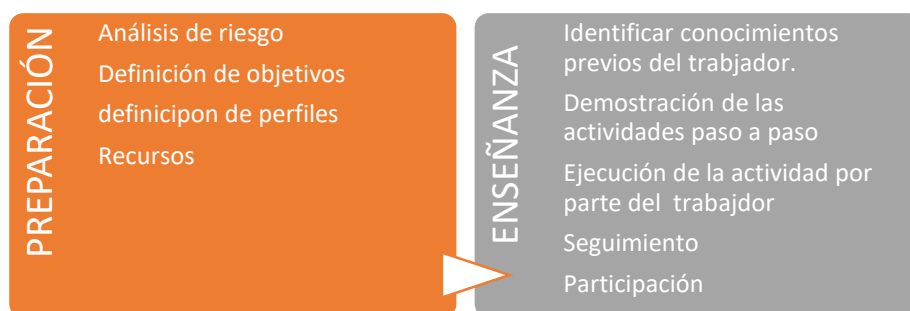 PREPARACIÓN
Análisis de riesgo
Definición de objetivos
definicipon de perfiles
Recursos
ENSEÑANZA
Identificar conocimientos
previos del trabjador.
Demostración de las
actividades paso a paso
Ejecución de la actividad por
parte del trabajdor
Seguimiento
Participación